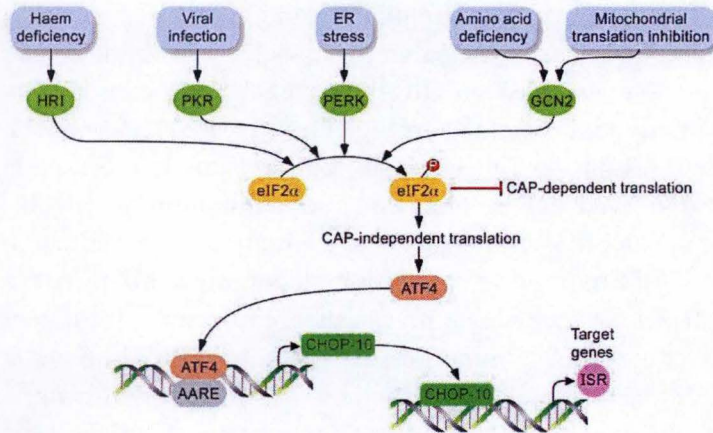 Haem
deficiency
Viral
infection
ER
stress
Amino acid
deficiency
Mitochondrial
translation inhibition
HRI
PKR
PERK
GCN2
eIF2α
eIF2α
P
CAP-dependent translation
CAP-independent translation
ATF4
ATF4
AARE
CHOP-10
CHOP-10
Target
genes
ISR